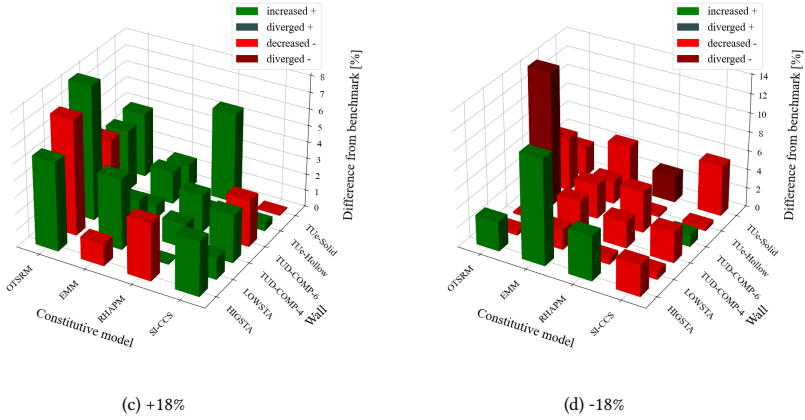 increased +
diverged +
decreased -
diverged -
8
7
6
5
4
3
2
1
0
Difference from benchmark [%]
OTSRM
EMM
RHAPM
SI-CCS
Constitutive model
HIGSTA
LOWSTA
TUD-COMP-4
TUD-COMP-6
TUe-Hollow
TUe-Solid
Wall
(c) +18%
increased +
diverged +
decreased -
diverged -
14
12
10
8
6
4
2
0
Difference from benchmark [%]
OTSRM
EMM
RHAPM
SI-CCS
Constitutive model
HIGSTA
LOWSTA
TUD-COMP-4
TUD-COMP-6
TUe-Hollow
TUe-Solid
Wall
(d) -18%